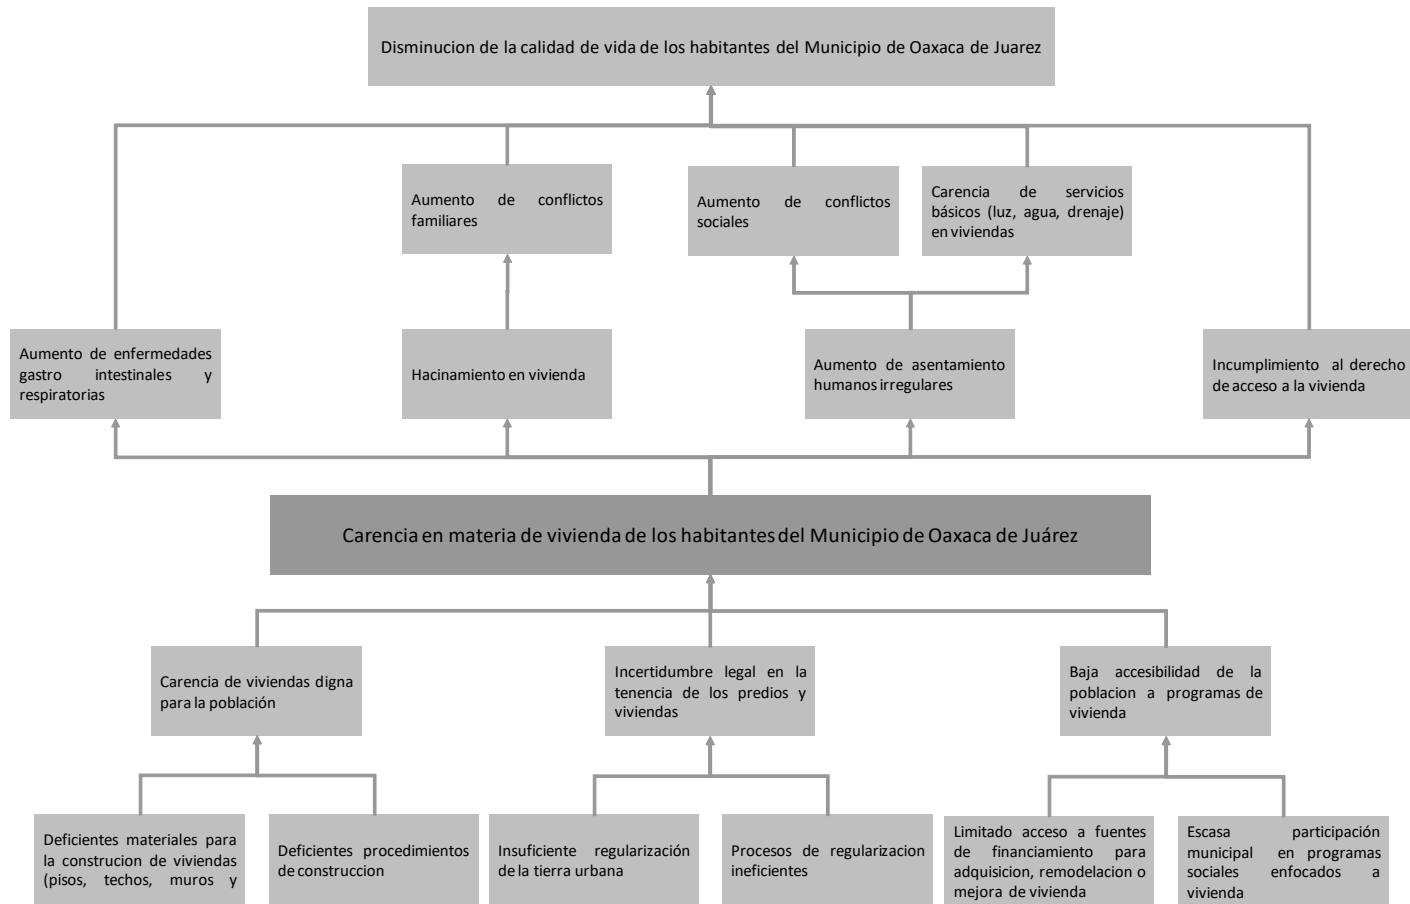 Disminucion de la calidad de vida de los habitantes del Municipio de Oaxaca de Juarez
Aumento de conflictos
familiares
Aumento de conflictos
sociales
Carencia de servicios
básicos (luz, agua, drenaje)
en viviendas
Aumento de enfermedades
gastro intestinales y
respiratorias
Hacinamiento en vivienda
Aumento de asentamiento
humanos irregulares
Incumplimiento al derecho
de acceso a la vivienda
Carencia en materia de vivienda de los habitantes del Municipio de Oaxaca de Juárez
Carencia de viviendas digna
para la población
Incertidumbre legal en la
tenencia de los predios y
viviendas
Baja accesibilidad de la
poblacion a programas de
vivienda
Deficientes materiales para
la construcion de viviendas
(pisos, techos, muros y
Deficientes procedimientos
de construccion
Insuficiente regularización
de la tierra urbana
Procesos de regularizacion
ineficientes
Limitado acceso a fuentes
de financiamiento para
adquisicion, remodelacion o
mejora de vivienda
Escasa participación
municipal en programas
sociales enfocados a
vivienda